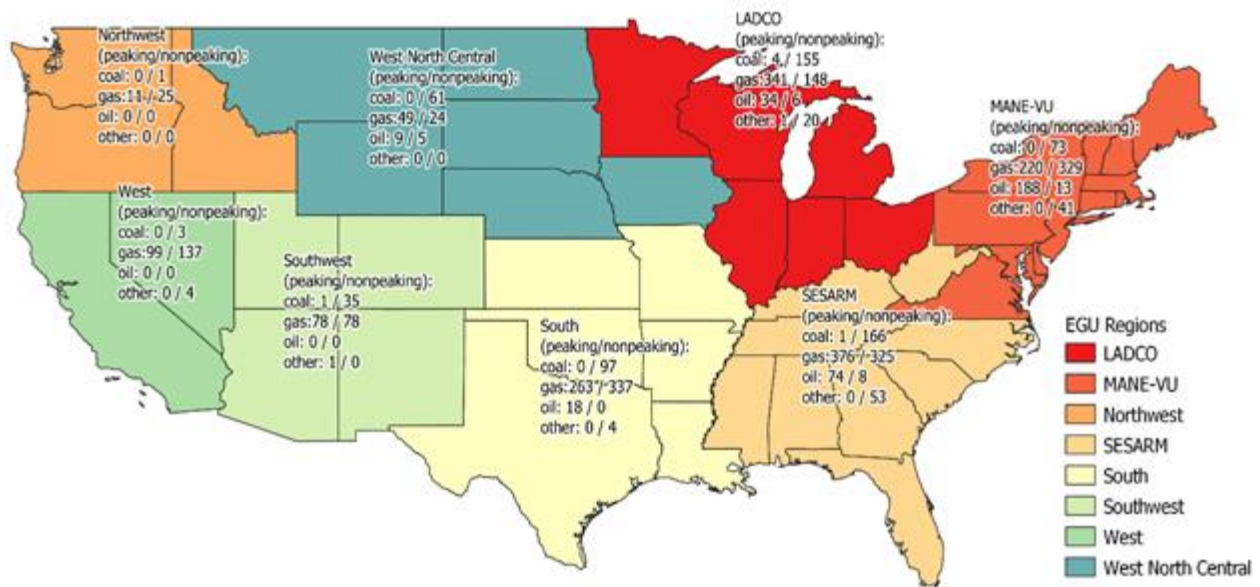 Northwest
(peaking/nonpeaking):
coal: 0 / 1
gas:11 / 25
oil: 0 / 0
other: 0 / 0
West North Central
(peaking/nonpeaking):
coal: 0 / 61
gas:49 / 24
oil: 9 / 5
other: 0 / 0
LADCO
(peaking/nonpeaking):
coal: 4 / 155
gas:341 / 148
oil: 34 / 6
other: 1 / 20
MANE-VU
(peaking/nonpeaking):
coal: 0 / 73
gas:220 / 329
oil: 188 / 13
other: 0 / 41
West
(peaking/nonpeaking):
coal: 0 / 3
gas:99 / 137
oil: 0 / 0
other: 0 / 4
Southwest
(peaking/nonpeaking):
coal: 1 / 35
gas:78 / 78
oil: 0 / 0
other: 1 / 0
South
(peaking/nonpeaking):
coal: 0 / 97
gas:263 / 337
oil: 18 / 0
other: 0 / 4
SESARM
(peaking/nonpeaking):
coal: 1 / 166
gas:376 / 325
oil: 74 / 8
other: 0 / 53
EGU Regions
LADCO
MANE-VU
Northwest
SESARM
South
Southwest
West
West North Central